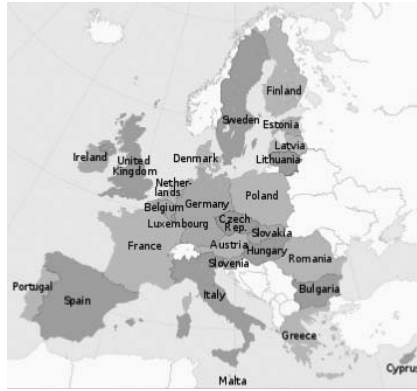 Finland
Sweden
Estonia
Latvia
Lithuania
Denmark
Ireland
United
Kingdom
Nether-
lands
Poland
Belgium
Germany
Luxembourg
Czech
Rep.
Slovakia
France
Austria
Hungary
Slovenia
Romania
Portugal
Spain
Italy
Bulgaria
Greece
Cyprus
Malta